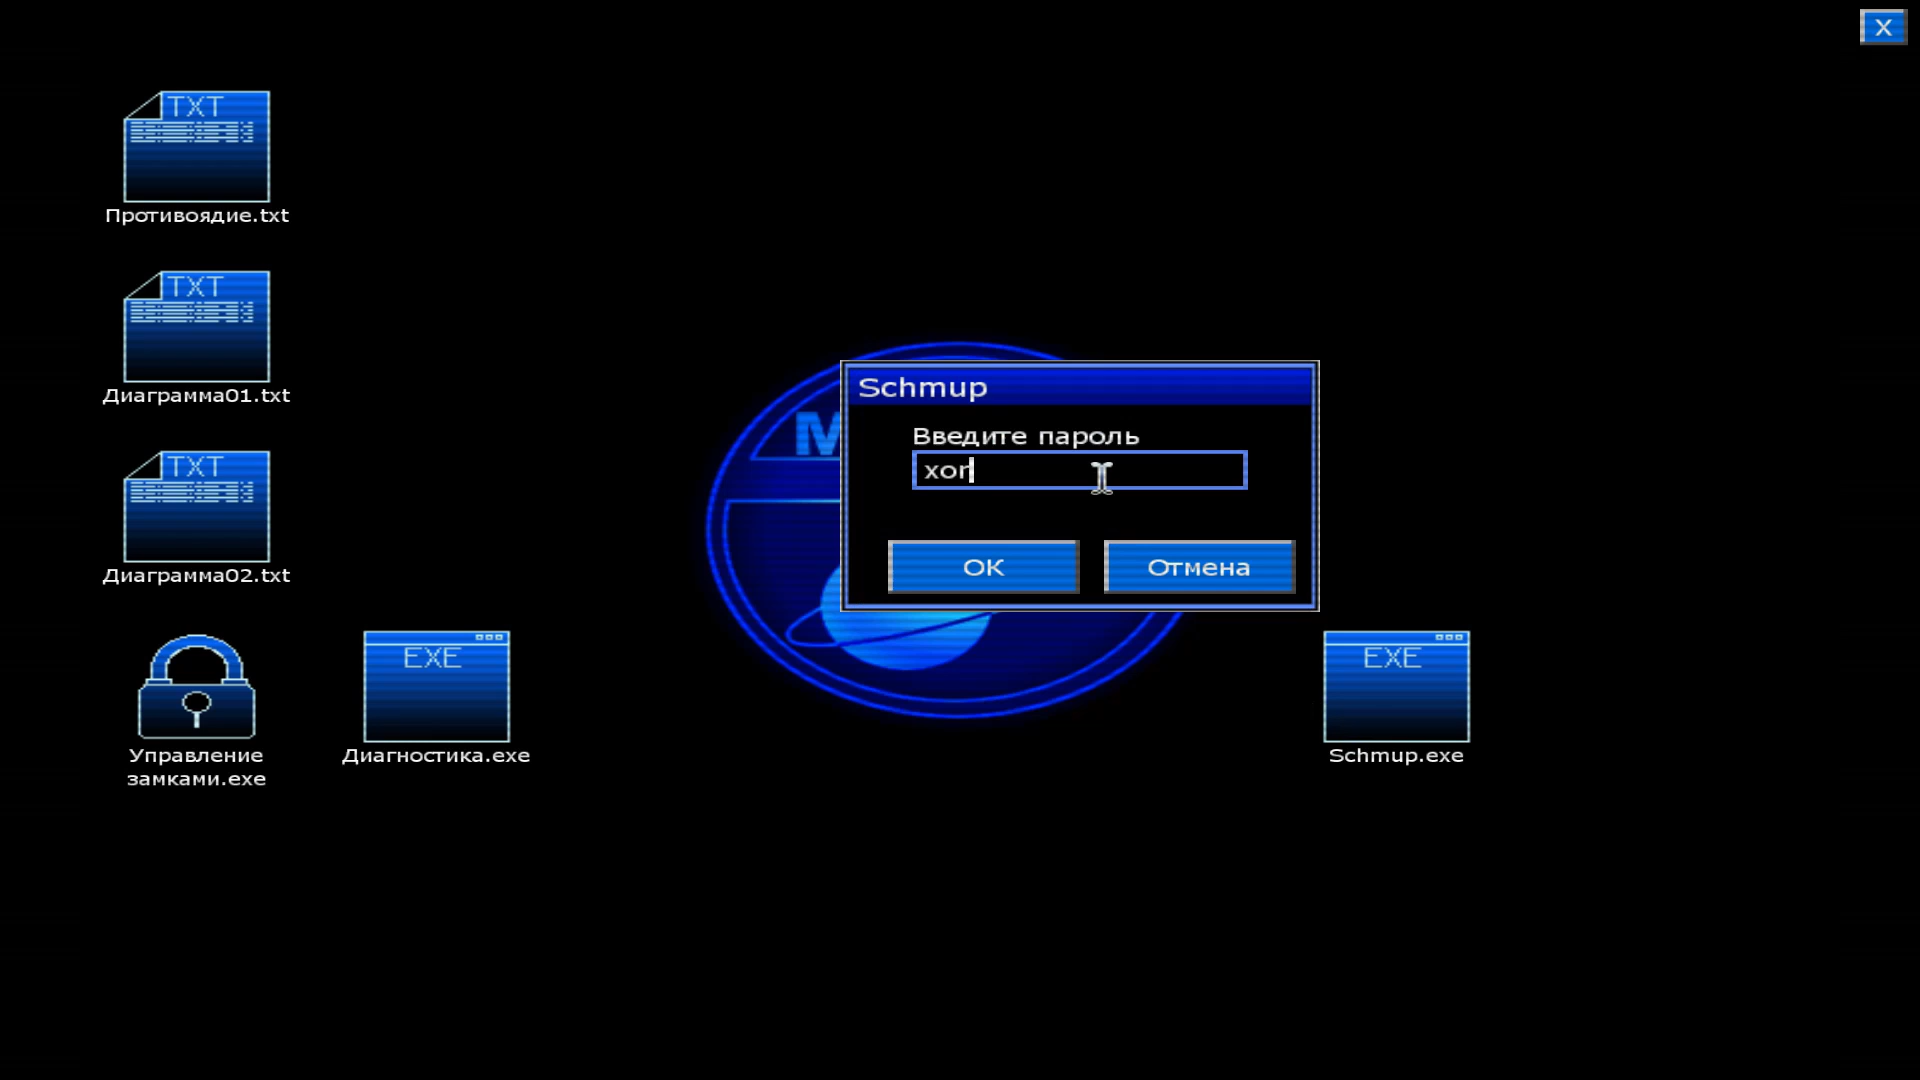 X
TXT
Противоядие.txt
TXT
Диаграмма01.txt
TXT
Диаграмма02.txt
M
Schmup
Введите пароль
xor
OK
Отмена
EXE
EXE
Управление
замками.exe
Диагностика.exe
Schmup.exe